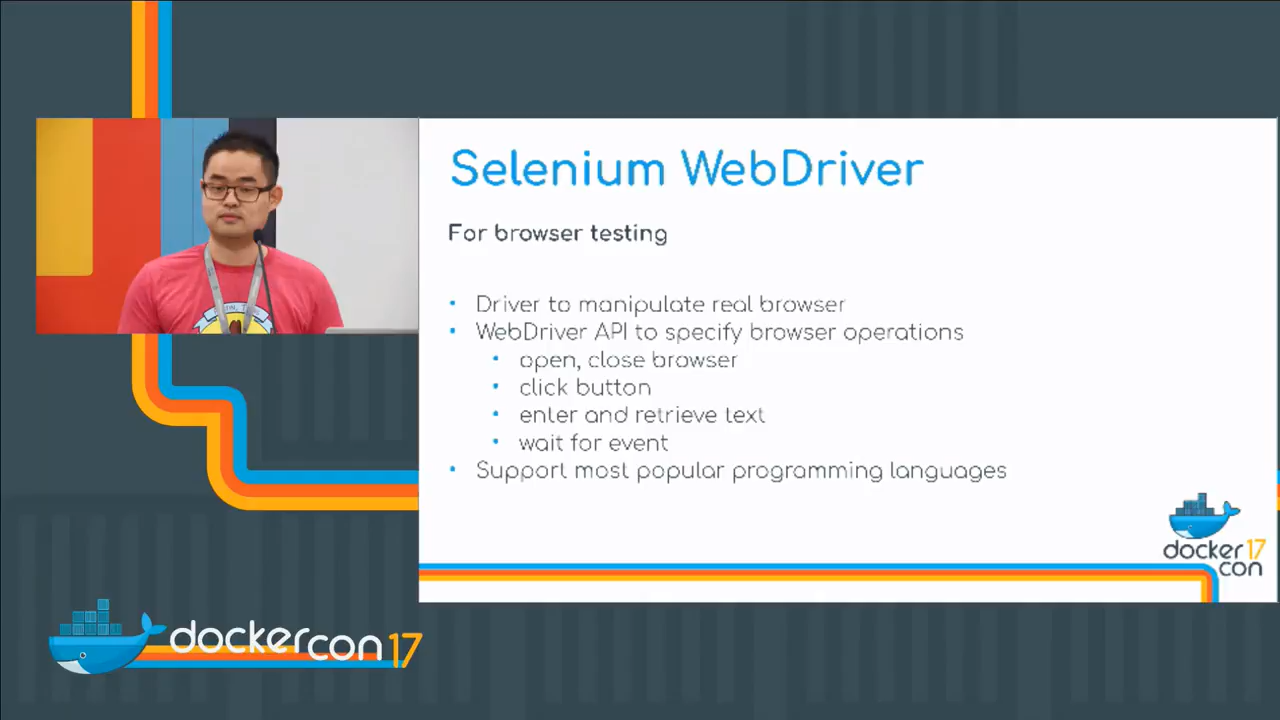 Selenium WebDriver
For browser testing
• Driver to manipulate real browser
• WebDriver API to specify browser operations
• open, close browser
• click button
• enter and retrieve text
• wait for event
• Support most popular programming languages
docker 17
con
dockercon 17